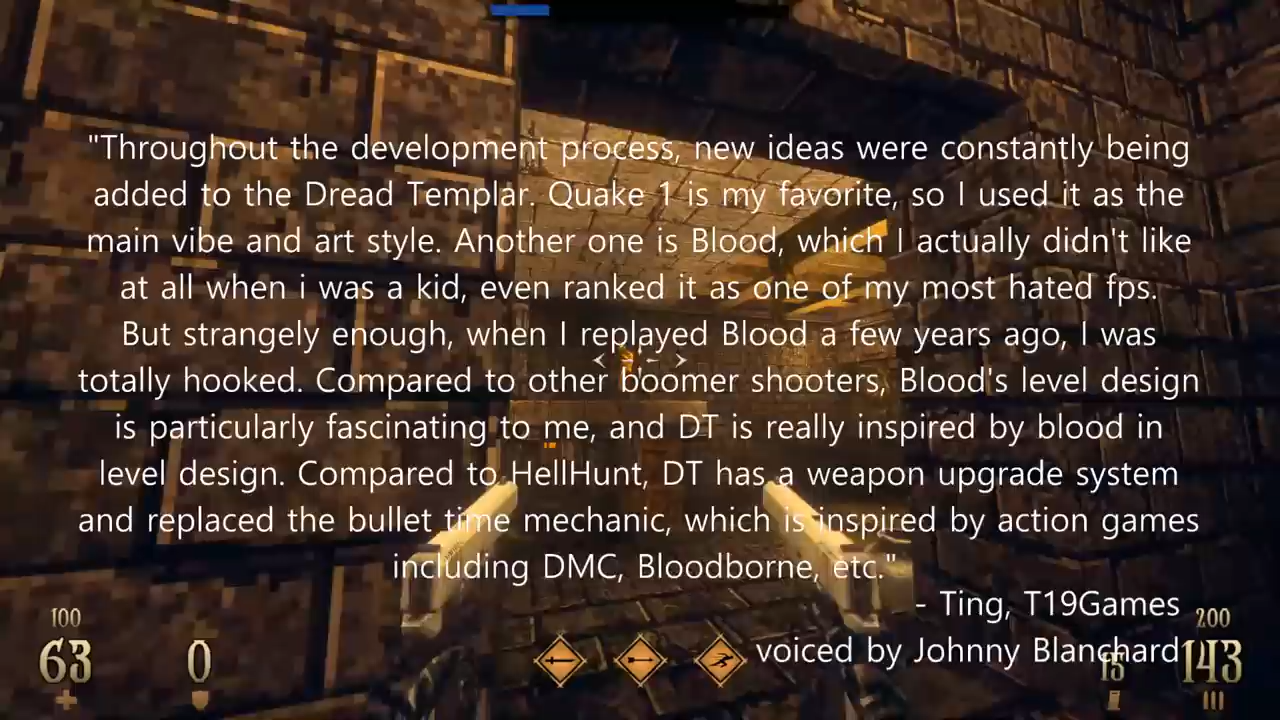 "Throughout the development process, new ideas were constantly being
added to the Dread Templar. Quake 1 is my favorite, so I used it as the
main vibe and art style. Another one is Blood, which I actually didn't like
at all when i was a kid, even ranked it as one of my most hated fps.
But strangely enough, when I replayed Blood a few years ago, I was
totally hooked. Compared to other boomer shooters, Blood's level design
is particularly fascinating to me, and DT is really inspired by blood in
level design. Compared to HellHunt, DT has a weapon upgrade system
and replaced the bullet time mechanic, which is inspired by action games
including DMC, Bloodborne, etc."
- Ting, T19Games
voiced by Johnny Blanchard
100
63
0
200
15
143